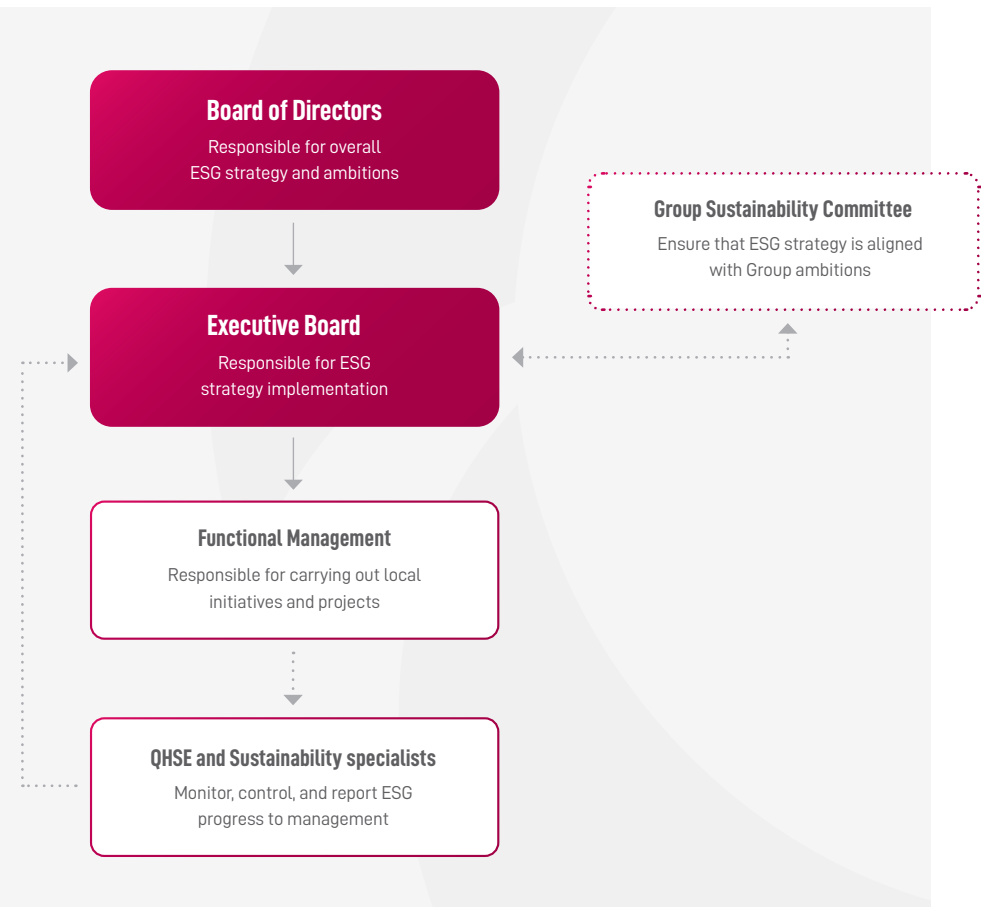 Board of Directors
Responsible for overall
ESG strategy and ambitions
Group Sustainability Committee
Ensure that ESG strategy is aligned
with Group ambitions
Executive Board
Responsible for ESG
strategy implementation
Functional Management
Responsible for carrying out local
initiatives and projects
QHSE and Sustainability specialists
Monitor, control, and report ESG
progress to management